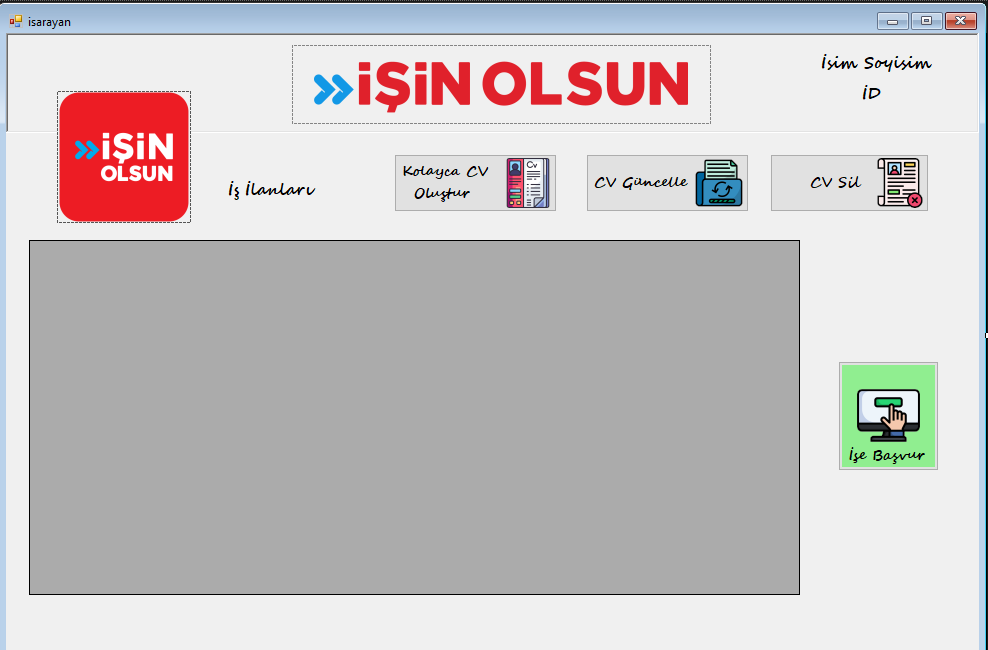 isarayan
İŞİN OLSUN
İsim Soyisim
İD
İŞİN
OLSUN
İş İlanları
Kolayca CV
Oluştur
CV
CV Güncelle
CV Sil
İşe Başvur